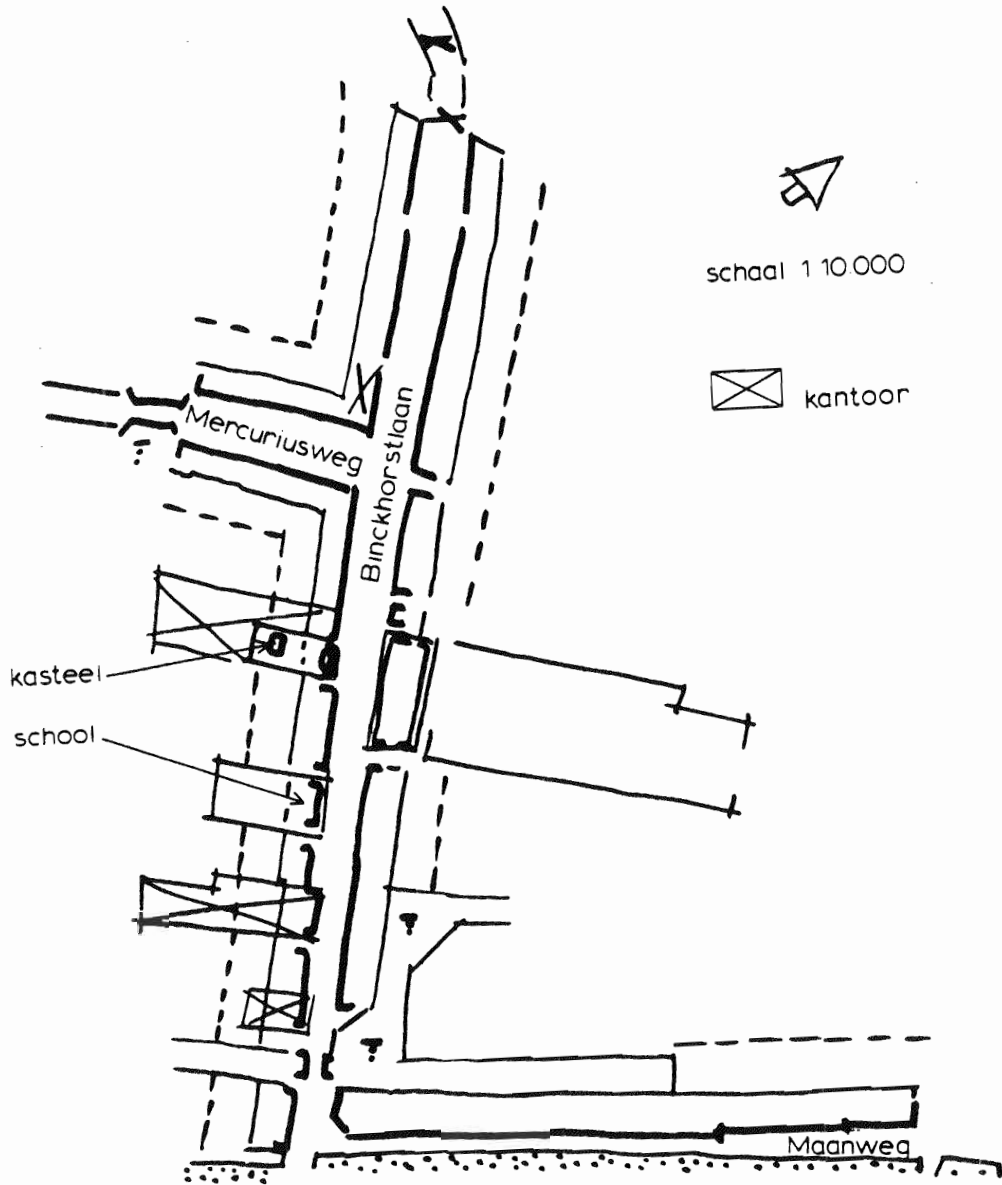 schaal 1 10.000
kantoor
Mercuriusweg
Binckhorstlaan
kasteel
school
Maanweg